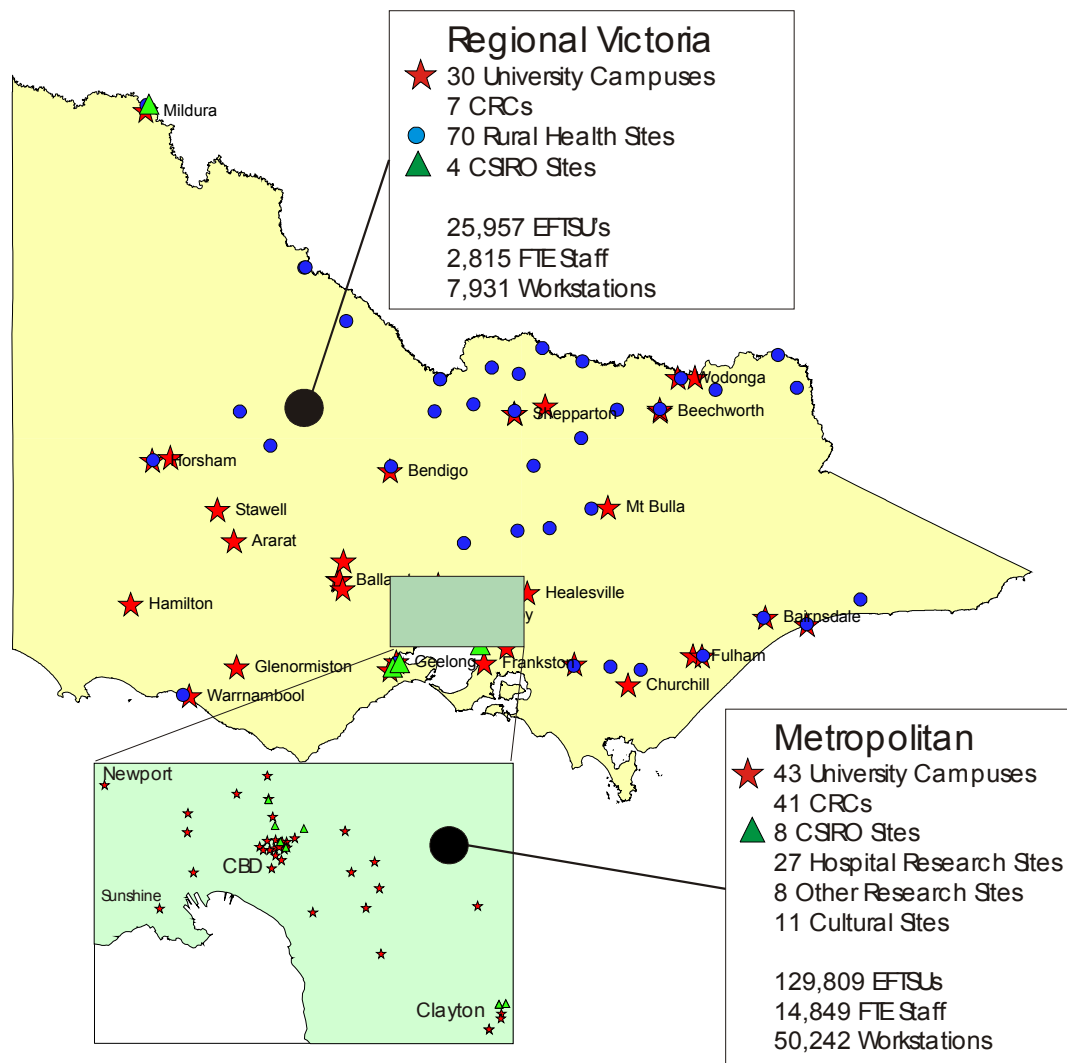 Regional Victoria
30 University Campuses
7 CRCs
70 Rural Health Sites
4 CSIRO Sites
25,957 EFTSU's
2,815 FTE Staff
7,931 Workstations
Mildura
Wodonga
Shepparton
Beechworth
Horsham
Bendigo
Stawell
Mt Bulla
Ararat
Hamilton
Healesville
Bairnsdale
Glenormiston
Geelong
Frankston
Fulham
Churchill
Warrnambool
Newport
CBD
Sunshine
Clayton
Metropolitan
43 University Campuses
41 CRCs
8 CSIRO Sites
27 Hospital Research Sites
8 Other Research Sites
11 Cultural Sites
129,809 EFTSUs
14,849 FTE Staff
50,242 Workstations